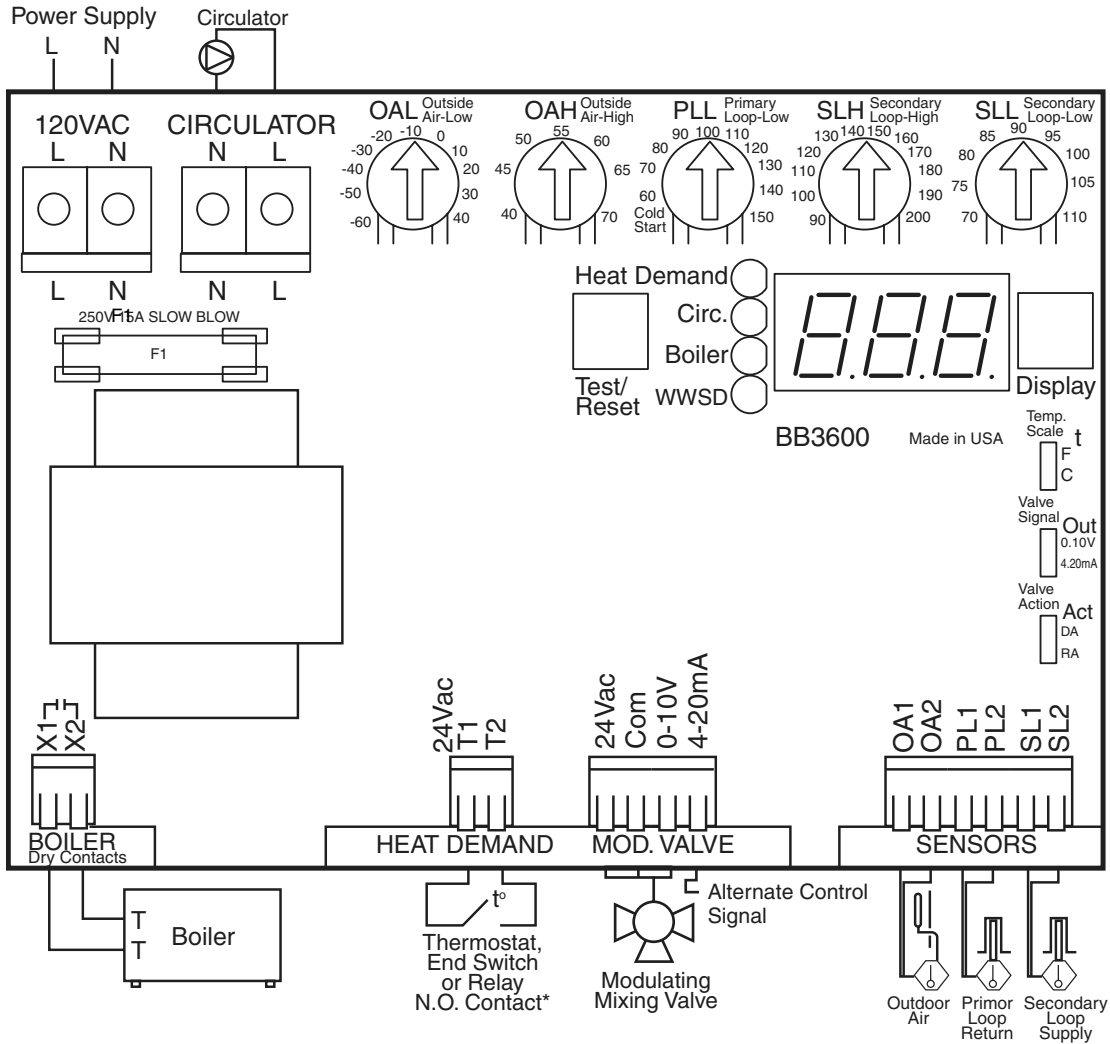 Power Supply
L N
Circulator
120VAC CIRCULATOR
L N N L
L N N L
OAL Outside Air-Low
-60 -50 -40 -30 -20 -10 0 10 20 30 40
OAH Outside Air-High
40 45 50 55 60 65 70
PLL Primary Loop-Low
Cold Start 60 70 80 90 100 110 120 130 140 150
SLH Secondary Loop-High
90 100 110 120 130 140 150 160 170 180 190 200
SLL Secondary Loop-Low
70 75 80 85 90 95 100 105 110
F1
250V 15A SLOW BLOW
F1
Heat Demand
Circ.
Boiler
WWSD
Test/
Reset
8.8.8.
Display
BB3600
Made in USA
Temp.
Scale t
F
C
Valve
Signal Out
0.10V
4.20mA
Valve
Action Act
DA
RA
X1
X2
24Vac
T1
T2
24Vac
Com
0-10V
4-20mA
OA1
OA2
PL1
PL2
SL1
SL2
BOILER
Dry Contacts
HEAT DEMAND
MOD. VALVE
SENSORS
T
T
Boiler
tº
Thermostat,
End Switch
or Relay
N.O. Contact*
Alternate Control
Signal
Modulating
Mixing Valve
Outdoor
Air
Primor
Loop
Return
Secondary
Loop
Supply